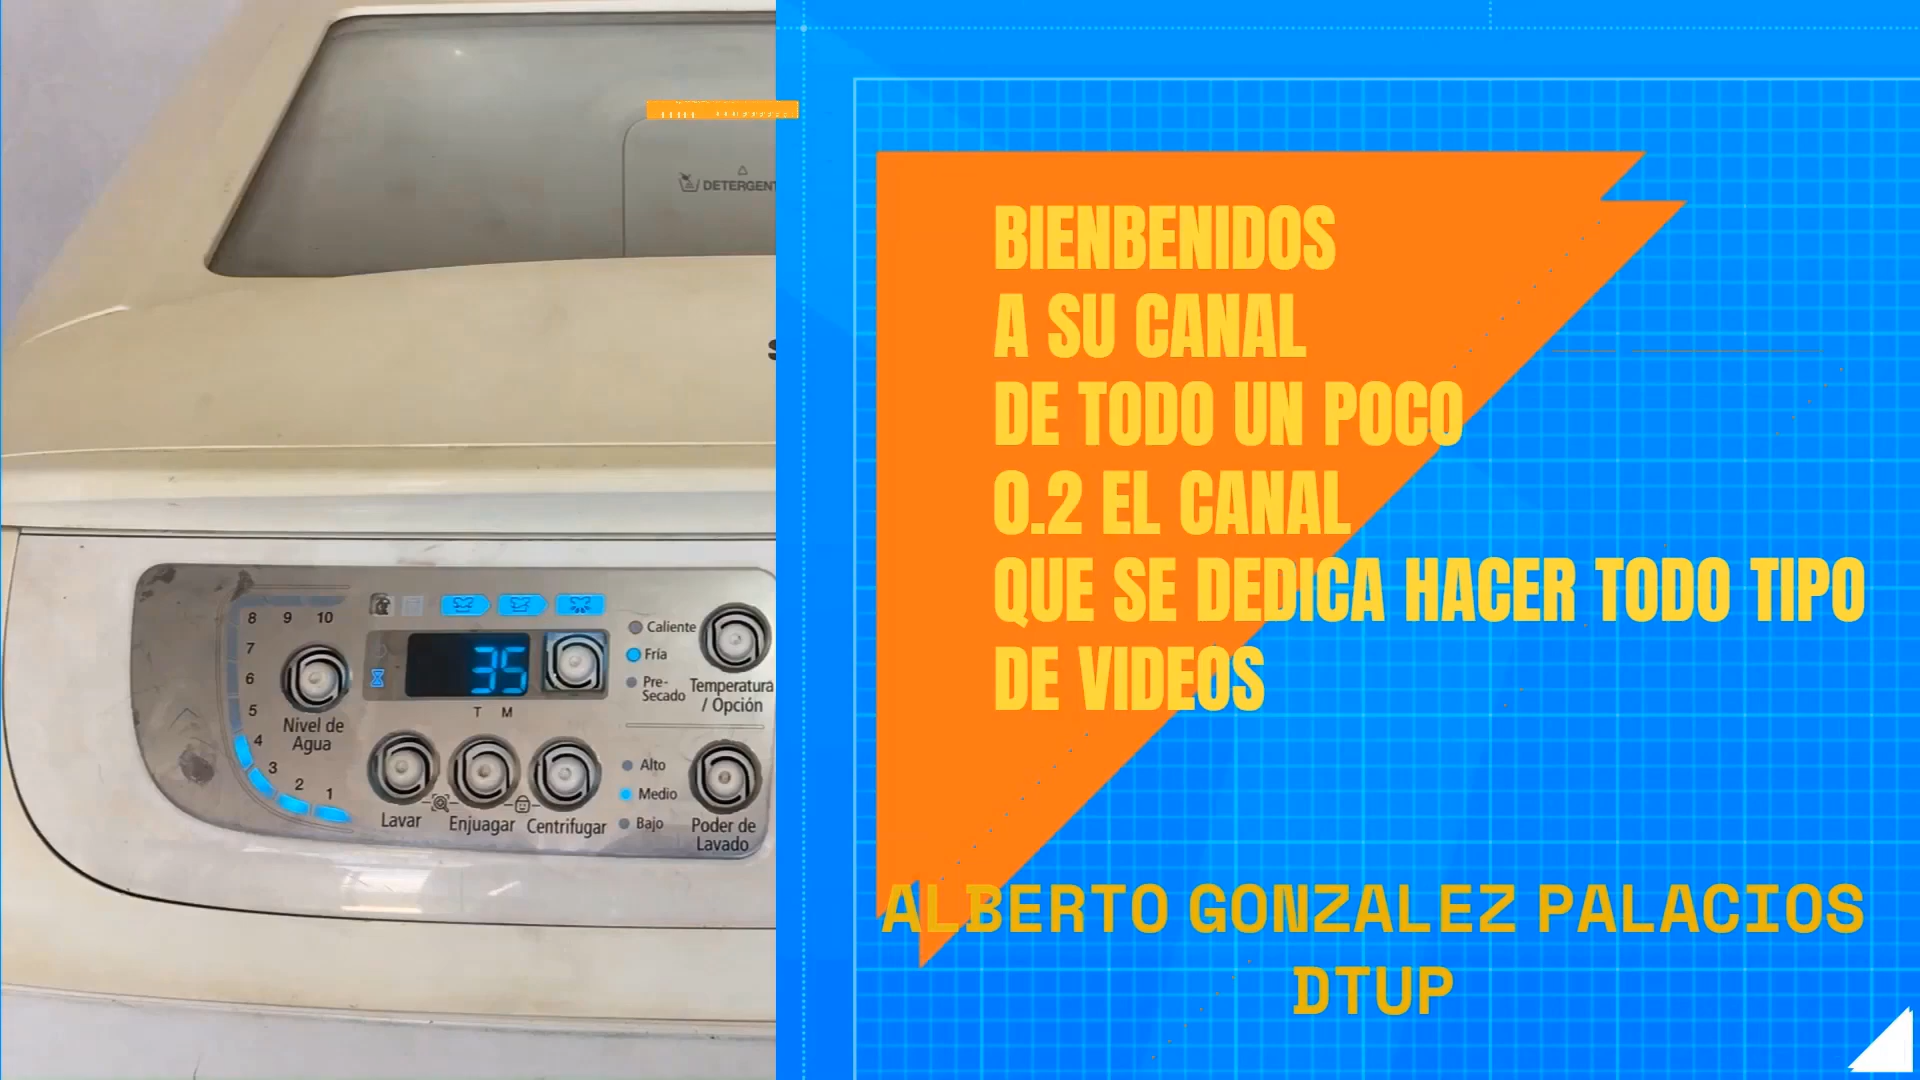 DETERGENT
S
8 9 10
7
6
5
4
3
2
1
Nivel de
Agua
35
T M
Caliente
Fría
Pre-
Secado
Temperatura
/ Opción
Lavar
Enjuagar
Centrifugar
Alto
Medio
Bajo
Poder de
Lavado
BIENBENIDOS
A SU CANAL
DE TODO UN POCO
0.2 EL CANAL
QUE SE DEDICA HACER TODO TIPO
DE VIDEOS
ALBERTO GONZALEZ PALACIOS
DTUP